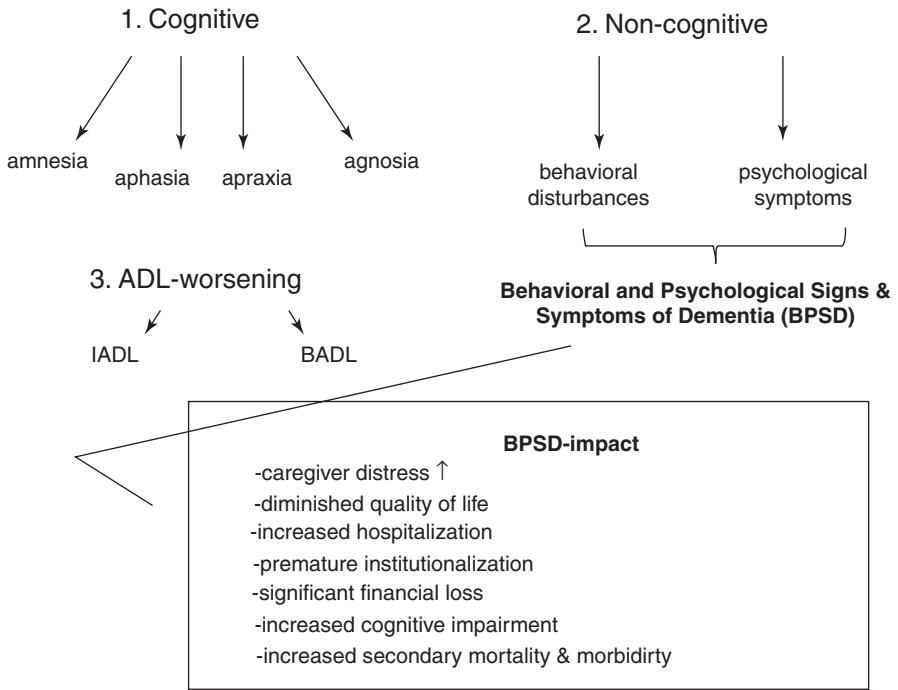 1. Cognitive
2. Non-cognitive
amnesia
aphasia
apraxia
agnosia
behavioral
disturbances
psychological
symptoms
3. ADL-worsening
IADL
BADL
Behavioral and Psychological Signs &
Symptoms of Dementia (BPSD)
BPSD-impact
-caregiver distress ↑
-diminished quality of life
-increased hospitalization
-premature institutionalization
-significant financial loss
-increased cognitive impairment
-increased secondary mortality & morbidirty